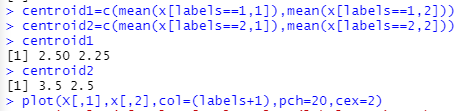 > centroid1=c(mean(x[labels==1,1]),mean(x[labels==1,2]))
> centroid2=c(mean(x[labels==2,1]),mean(x[labels==2,2]))
> centroid1
[1] 2.50 2.25
> centroid2
[1] 3.5 2.5
> plot(x[,1],x[,2],col=(labels+1),pch=20,cex=2)